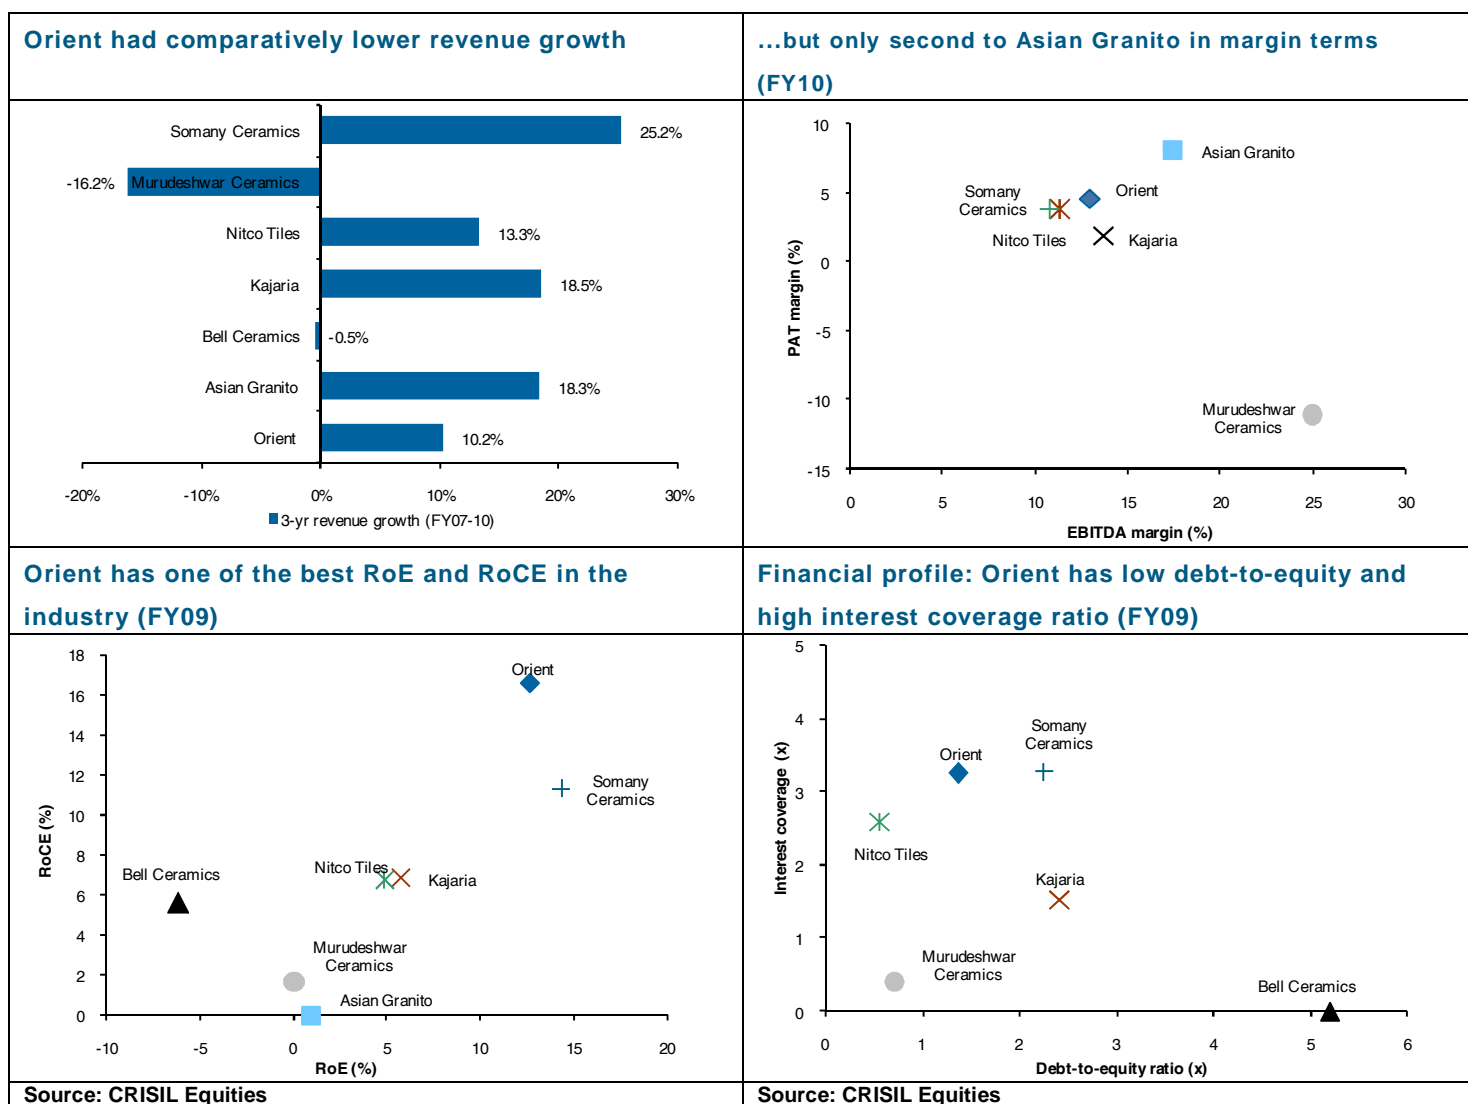 Orient had comparatively lower revenue growth
Somany Ceramics
25.2%
-16.2%
Murudeshwar Ceramics
Nitco Tiles
13.3%
Kajaria
18.5%
Bell Ceramics
-0.5%
Asian Granito
18.3%
Orient
10.2%
-20%
-10%
0%
10%
20%
30%
3-yr revenue growth (FY07-10)
...but only second to Asian Granito in margin terms
(FY10)
10
5
0
-5
-10
-15
PAT margin (%)
Asian Granito
Somany
Ceramics
Orient
Nitco Tiles
Kajaria
Murudeshwar
Ceramics
0
5
10
15
20
25
30
EBITDA margin (%)
Orient has one of the best RoE and RoCE in the
industry (FY09)
18
16
14
12
10
8
6
4
2
0
RoCE (%)
Orient
Somany
Ceramics
Nitco Tiles
Kajaria
Bell Ceramics
Murudeshwar
Ceramics
Asian Granito
-10
-5
0
5
10
15
20
RoE (%)
Financial profile: Orient has low debt-to-equity and
high interest coverage ratio (FY09)
5
4
3
2
1
0
Interest coverage (x)
Somany
Ceramics
Orient
Nitco Tiles
Kajaria
Murudeshwar
Ceramics
Bell Ceramics
0
1
2
3
4
5
6
Debt-to-equity ratio (x)
Source: CRISIL Equities
Source: CRISIL Equities